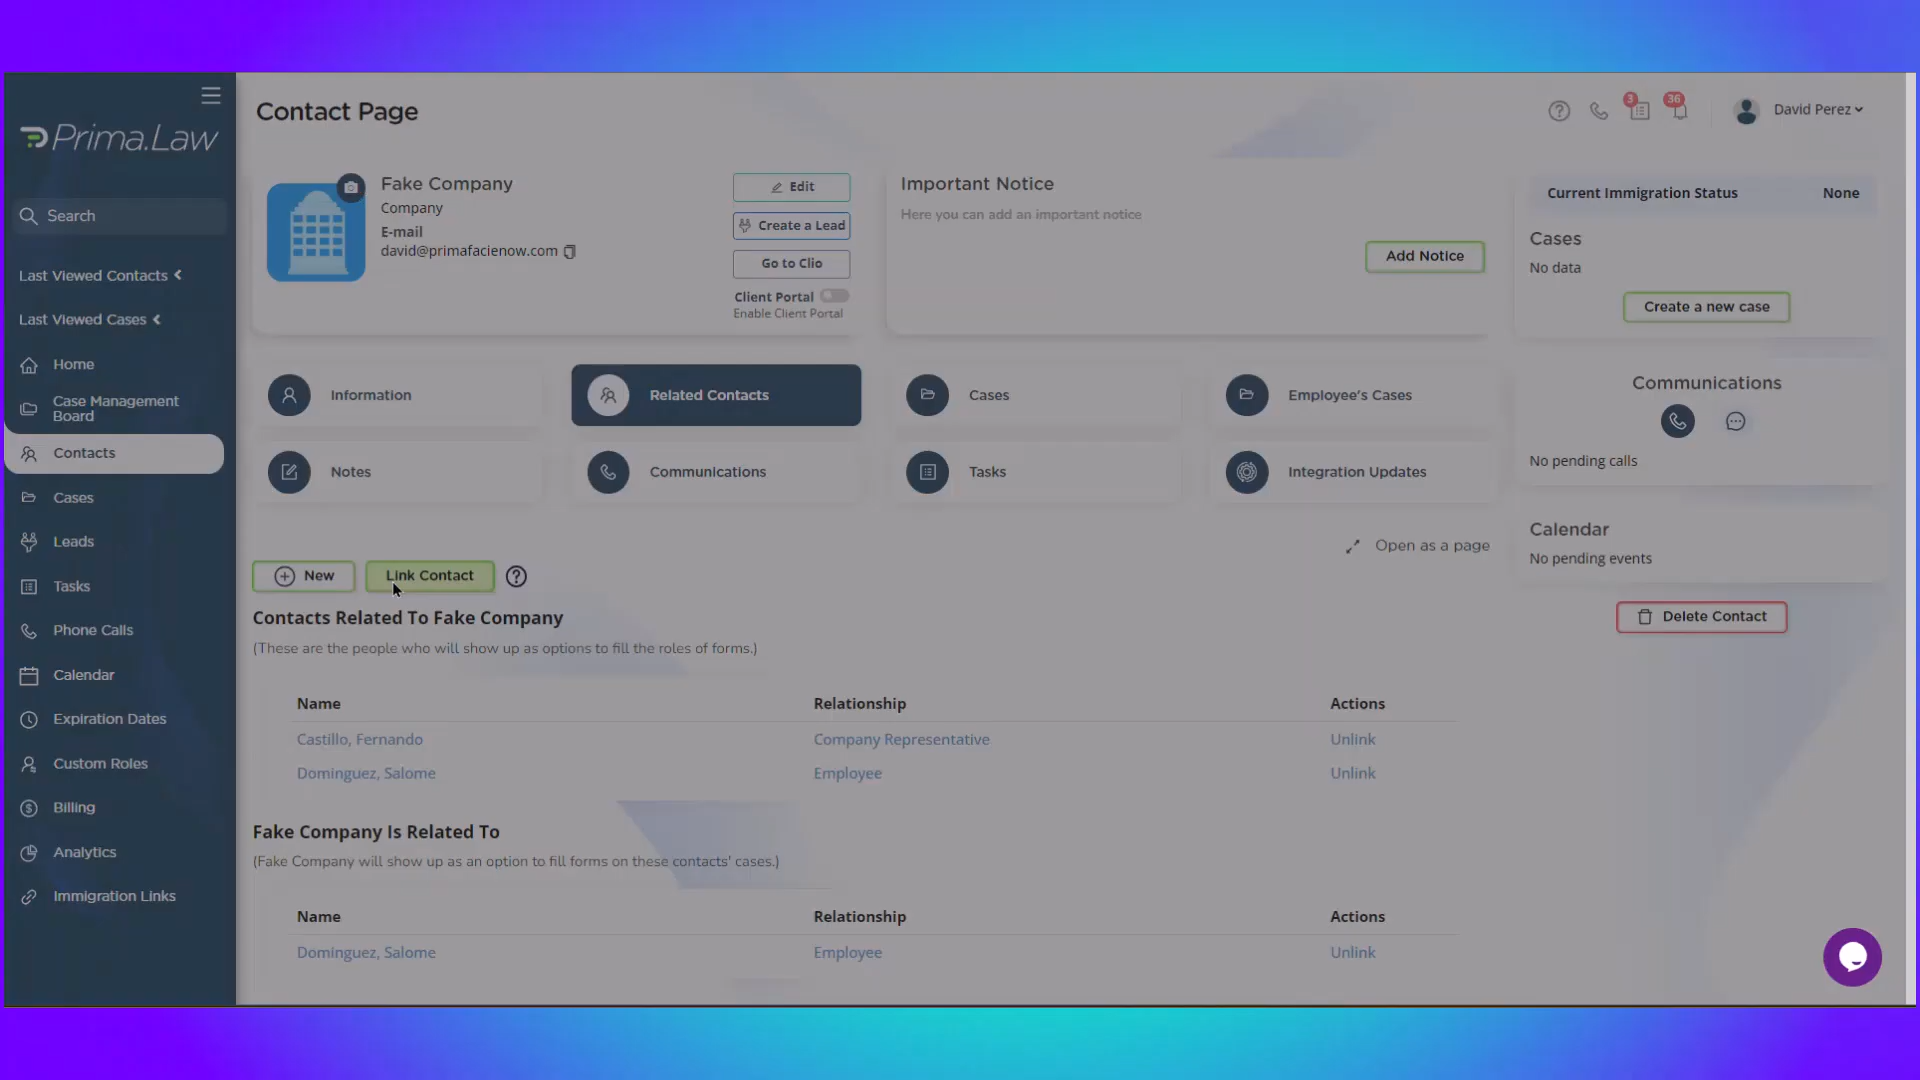 Prima.Law
Search
Last Viewed Contacts
Last Viewed Cases
Home
Case Management
Board
Contacts
Cases
Leads
Tasks
Phone Calls
Calendar
Expiration Dates
Custom Roles
Billing
Analytics
Immigration Links
Contact Page
3
36
David Perez
Fake Company
Company
E-mail
david@primafacienow.com
Edit
Create a Lead
Go to Clio
Client Portal
Enable Client Portal
Important Notice
Here you can add an important notice
Add Notice
Current Immigration Status None
Cases
No data
Create a new case
Information
Related Contacts
Cases
Employee's Cases
Notes
Communications
Tasks
Integration Updates
Communications
No pending calls
Calendar
No pending events
Delete Contact
Open as a page
New
Link Contact
Contacts Related To Fake Company
(These are the people who will show up as options to fill the roles of forms.)
Name Relationship Actions
Castillo, Fernando Company Representative Unlink
Dominguez, Salome Employee Unlink
Fake Company Is Related To
(Fake Company will show up as an option to fill forms on these contacts' cases.)
Name Relationship Actions
Dominguez, Salome Employee Unlink